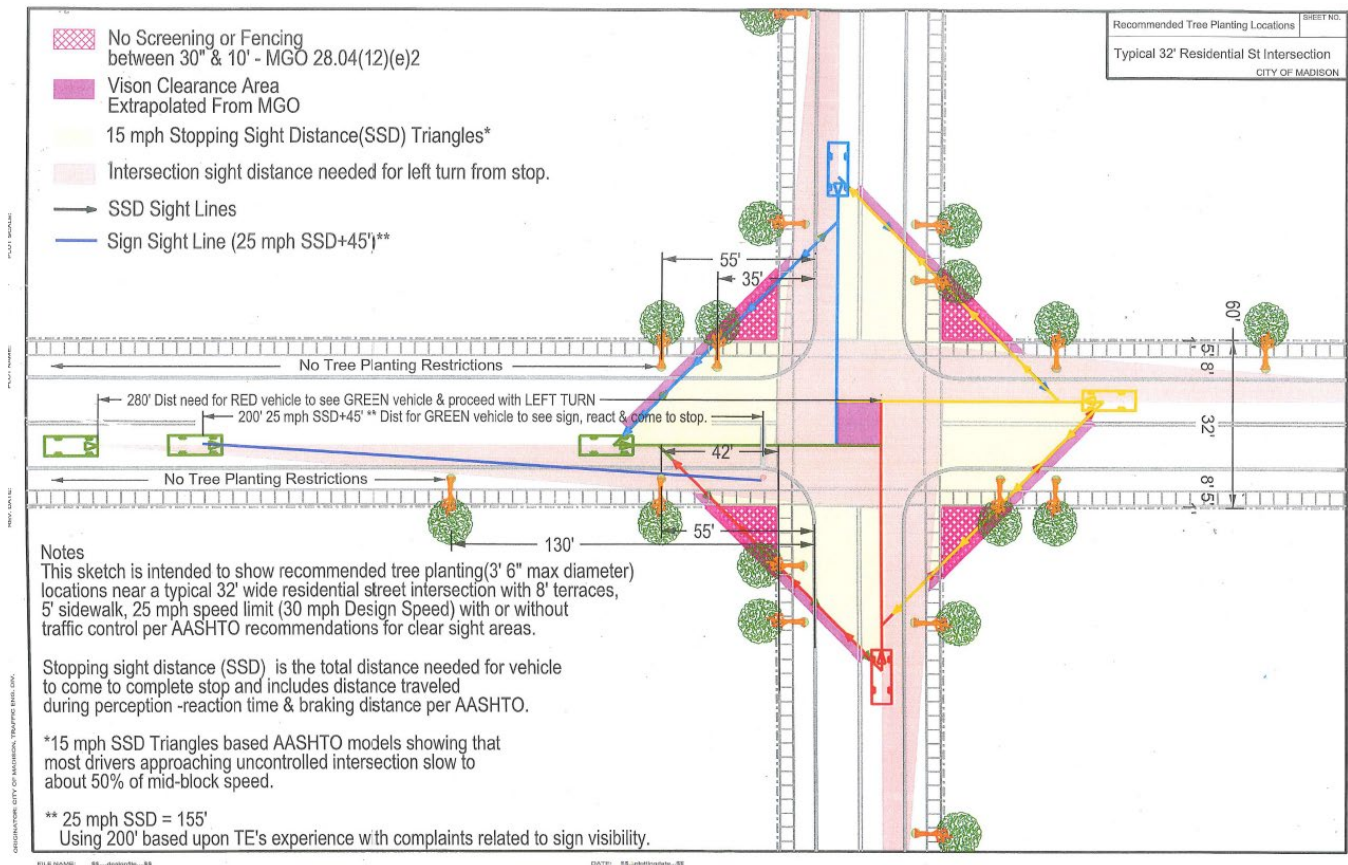 Recommended Tree Planting Locations
SHEET NO.
Typical 32' Residential St Intersection
CITY OF MADISON
No Screening or Fencing
between 30" & 10' - MGO 28.04(12)(e)2
Vison Clearance Area
Extrapolated From MGO
15 mph Stopping Sight Distance(SSD) Triangles*
Intersection sight distance needed for left turn from stop.
SSD Sight Lines
Sign Sight Line (25 mph SSD+45')**
55'
35'
60'
5'
8'
32'
8'
5'
1'
No Tree Planting Restrictions
280' Dist need for RED vehicle to see GREEN vehicle & proceed with LEFT TURN
200' 25 mph SSD+45' ** Dist for GREEN vehicle to see sign, react & come to stop.
42'
No Tree Planting Restrictions
55'
130'
Notes
This sketch is intended to show recommended tree planting(3' 6" max diameter)
locations near a typical 32' wide residential street intersection with 8' terraces,
5' sidewalk, 25 mph speed limit (30 mph Design Speed) with or without
traffic control per AASHTO recommendations for clear sight areas.
Stopping sight distance (SSD) is the total distance needed for vehicle
to come to complete stop and includes distance traveled
during perception -reaction time & braking distance per AASHTO.
*15 mph SSD Triangles based AASHTO models showing that
most drivers approaching uncontrolled intersection slow to
about 50% of mid-block speed.
** 25 mph SSD = 155'
Using 200' based upon TE's experience with complaints related to sign visibility.
ORIGINATOR: CITY OF MADISON, TRAFFIC ENG. DIV.
FILE NAME:
DATE: